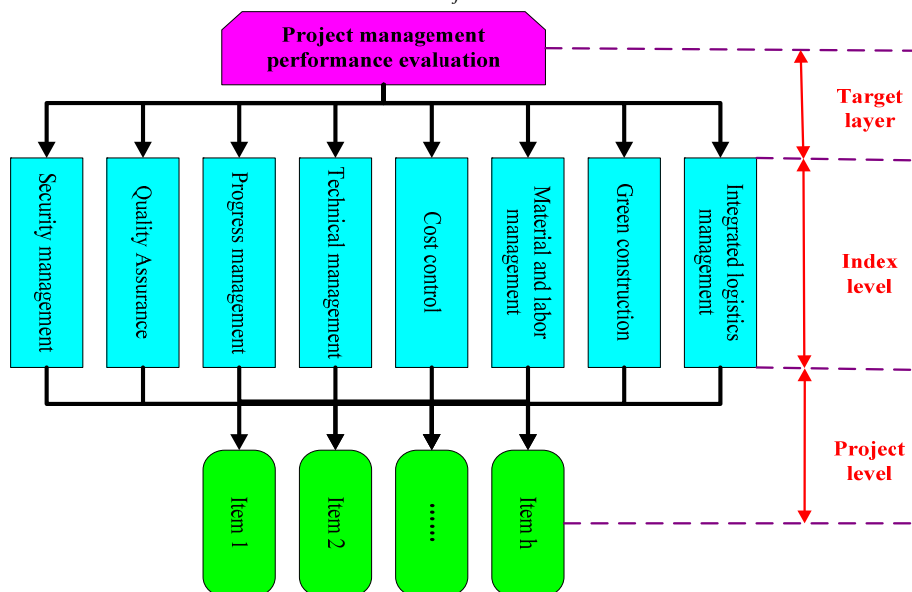 Project management
performance evaluation
Target
layer
Security management
Quality Assurance
Progress management
Technical management
Cost control
Material and labor
management
Green construction
Integrated logistics
management
Index
level
Project
level
Item 1
Item 2
......
Item h